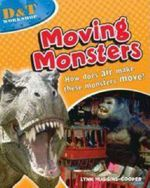 D&T
WORKSHOP
Moving
Monsters
How does air make
these monsters move?
LYNN HUGGINS-COOPER